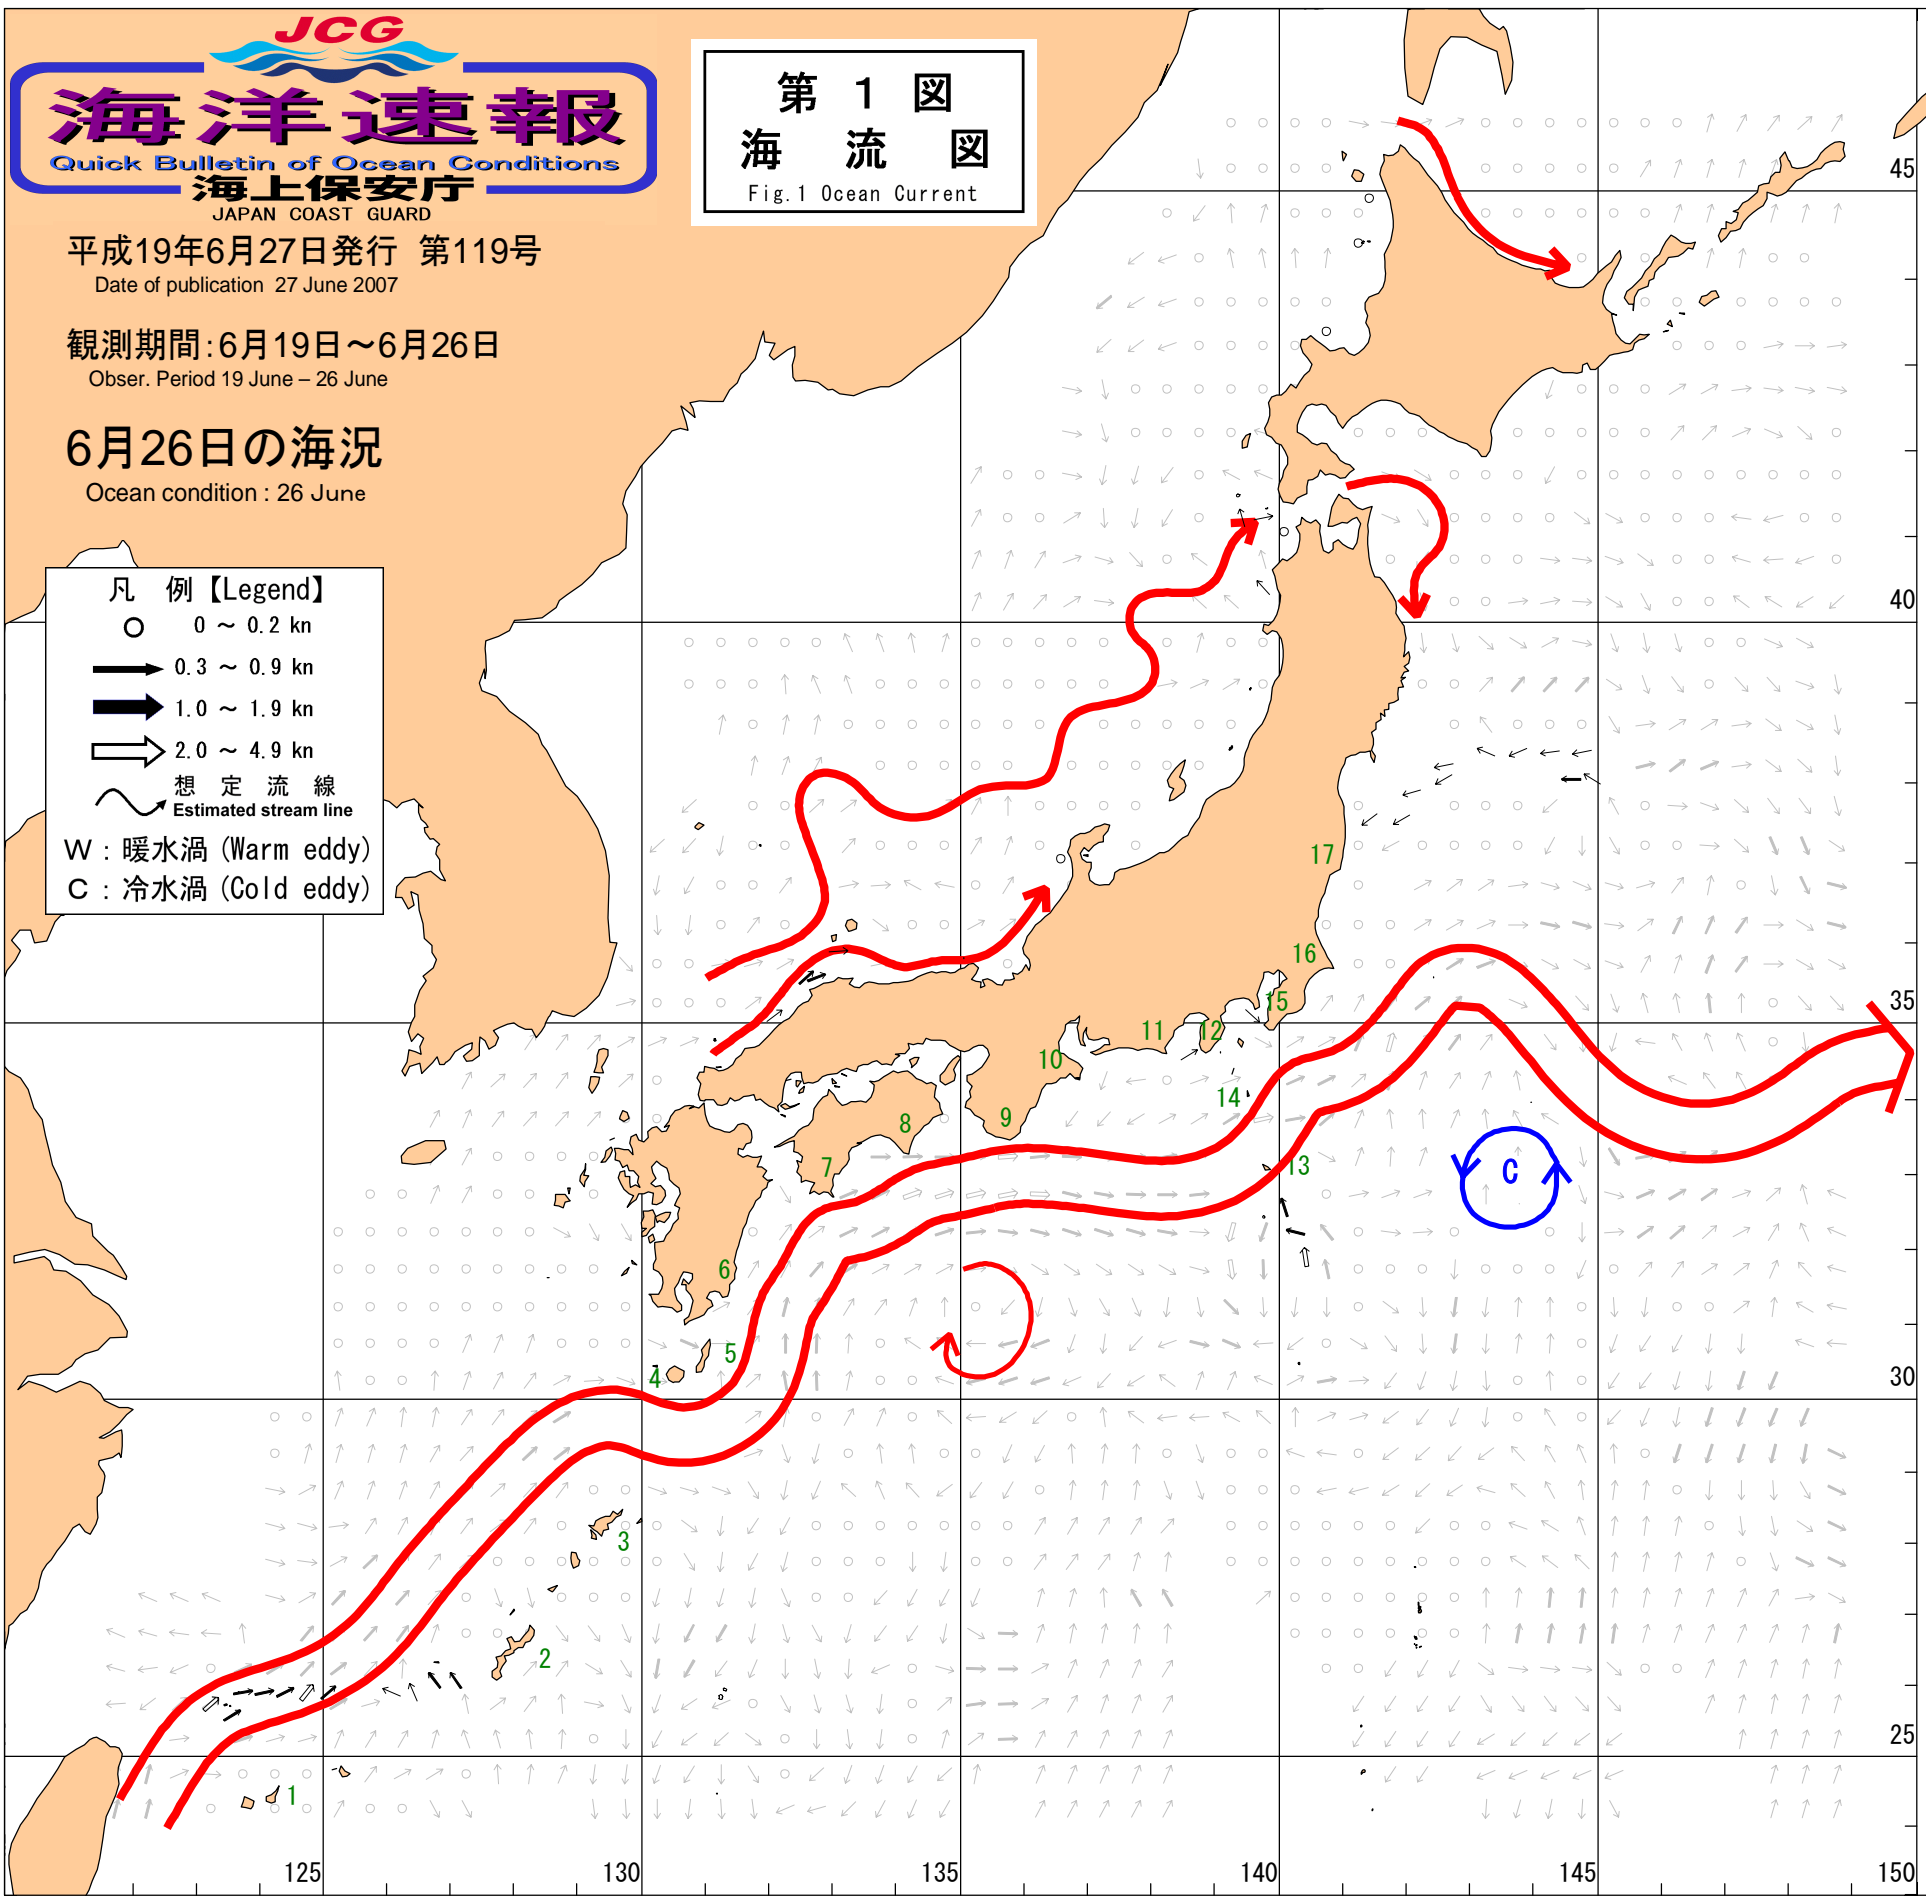 JCG
海洋速報
Quick Bulletin of Ocean Conditions
海上保安庁
JAPAN COAST GUARD
平成19年6月27日発行 第119号
Date of publication 27 June 2007
観測期間:6月19日～6月26日
Obser. Period 19 June – 26 June
6月26日の海況
Ocean condition : 26 June
第 1 図
海 流 図
Fig.1 Ocean Current
凡 例【Legend】
0 ～ 0.2 kn
0.3 ～ 0.9 kn
1.0 ～ 1.9 kn
2.0 ～ 4.9 kn
想 定 流 線
Estimated stream line
W : 暖水渦 (Warm eddy)
C : 冷水渦 (Cold eddy)
45
40
17
16
35
15
12
11
10
14
9
8
7
13
C
6
5
4
30
3
2
25
1
125
130
135
140
145
150